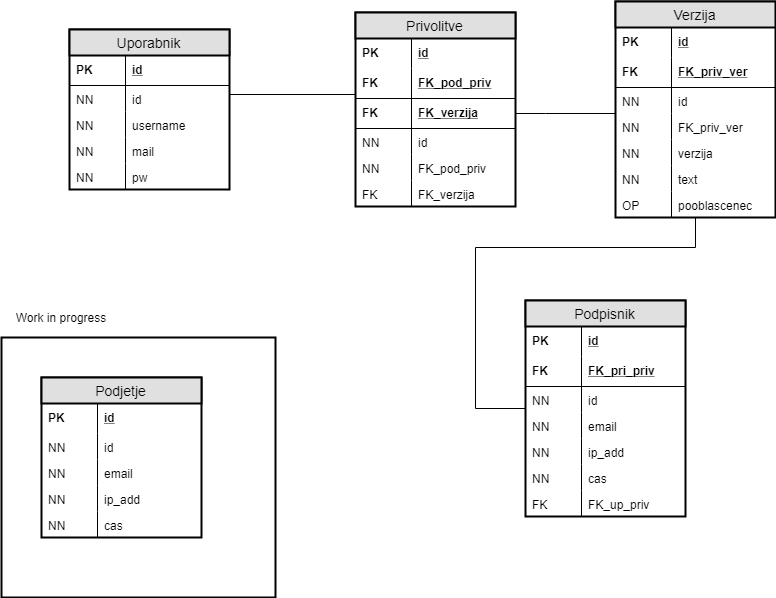 Uporabnik
PK id
NN id
NN username
NN mail
NN pw
Privolitve
PK id
FK FK_pod_priv
FK FK_verzija
NN id
NN FK_pod_priv
FK FK_verzija
Verzija
PK id
FK FK_priv_ver
NN id
NN FK_priv_ver
NN verzija
NN text
OP pooblascenec
Work in progress
Podjetje
PK id
NN id
NN email
NN ip_add
NN cas
Podpisnik
PK id
FK FK_pri_priv
NN id
NN email
NN ip_add
NN cas
FK FK_up_priv